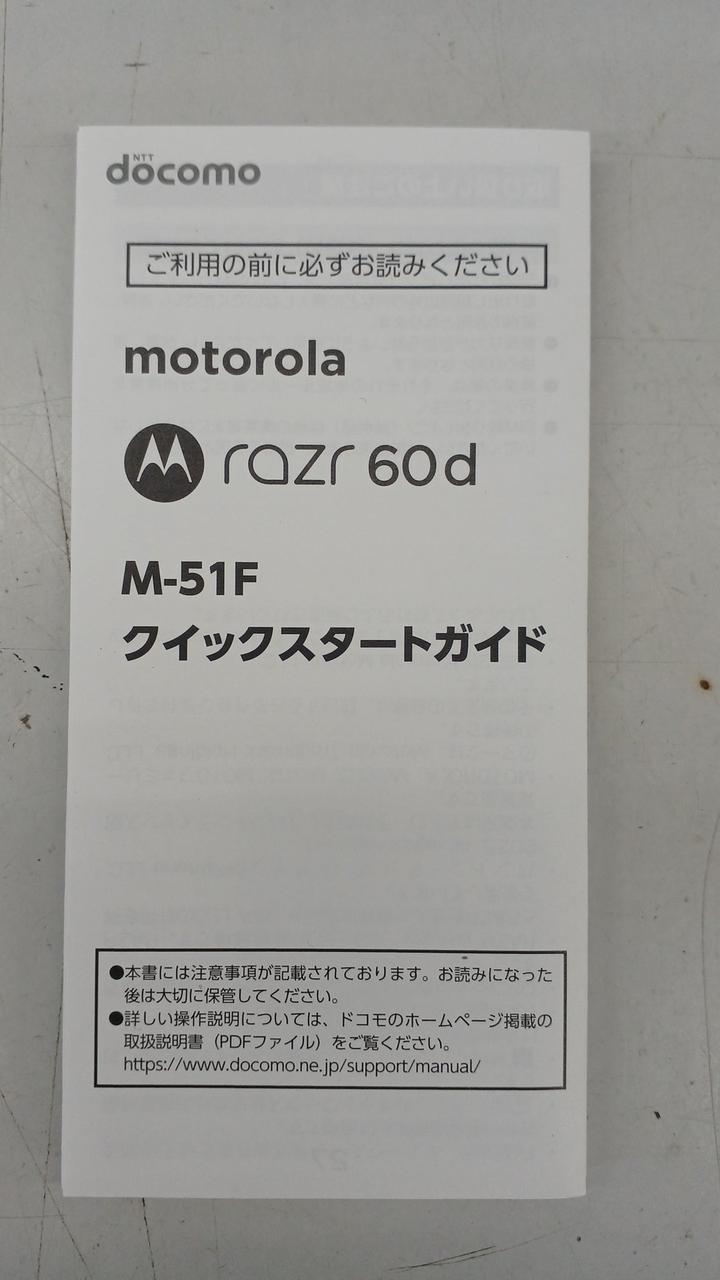 NTT
docomo
ご利用の前に必ずお読みください
motorola
razr 60d
M-51F
クイックスタートガイド
●本書には注意事項が記載されております。お読みになった
後は大切に保管してください。
●詳しい操作説明については、ドコモのホームページ掲載の
取扱説明書（PDFファイル）をご覧ください。
https://www.docomo.ne.jp/support/manual/